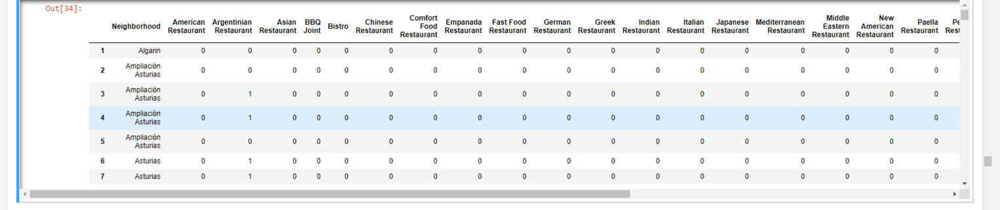 Out[34]:
Neighborhood American Restaurant Argentinian Restaurant Asian Restaurant BBQ Joint Bistro Chinese Restaurant Comfort Food Restaurant Empanada Restaurant Fast Food Restaurant German Restaurant Greek Restaurant Indian Restaurant Italian Restaurant Japanese Restaurant Mediterranean Restaurant Middle Eastern Restaurant New American Restaurant Paella Restaurant
1 Algarin 0 0 0 0 0 0 0 0 0 0 0 0 0 0 0 0 0 0
2 Ampliación Asturias 0 0 0 0 0 0 0 0 0 0 0 0 0 0 0 0 0 0
3 Ampliación Asturias 0 1 0 0 0 0 0 0 0 0 0 0 0 0 0 0 0 0
4 Ampliación Asturias 0 1 0 0 0 0 0 0 0 0 0 0 0 0 0 0 0 0
5 Ampliación Asturias 0 0 0 0 0 0 0 0 0 0 0 0 0 0 0 0 0 0
6 Asturias 0 1 0 0 0 0 0 0 0 0 0 0 0 0 0 0 0 0
7 Asturias 0 1 0 0 0 0 0 0 0 0 0 0 0 0 0 0 0 0